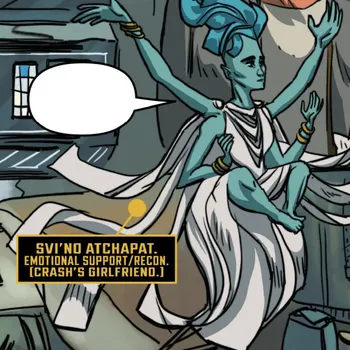 SVI'NO ATCHAPAT.
EMOTIONAL SUPPORT/RECON.
(CRASH'S GIRLFRIEND.)